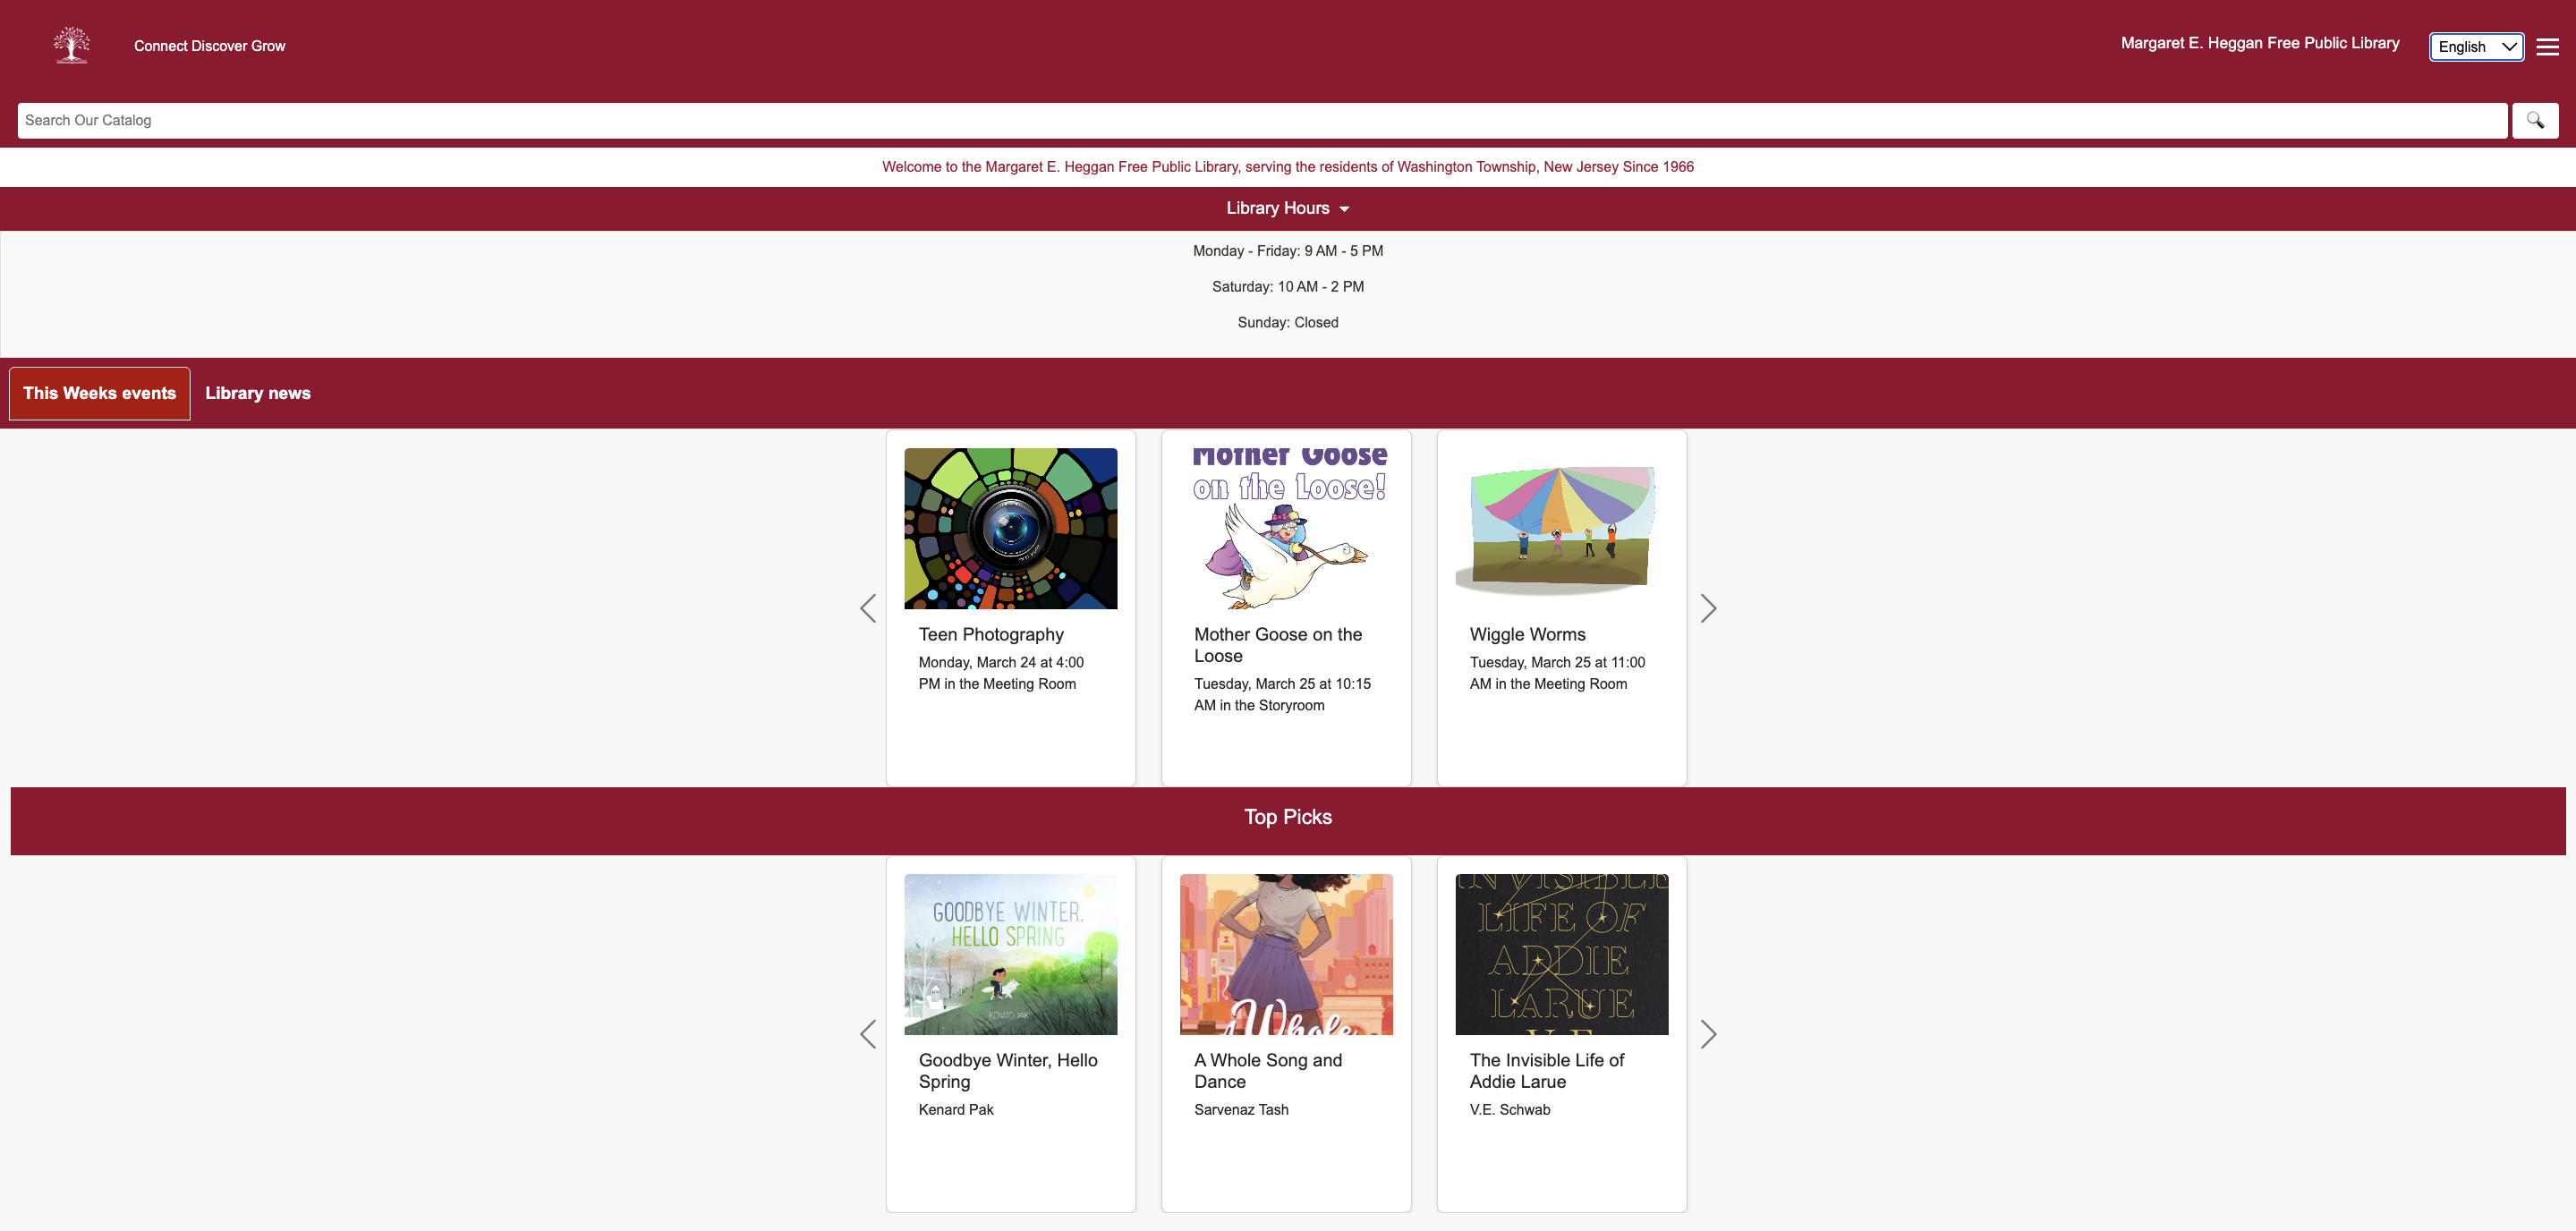 Connect Discover Grow
Margaret E. Heggan Free Public Library
English
Search Our Catalog
Welcome to the Margaret E. Heggan Free Public Library, serving the residents of Washington Township, New Jersey Since 1966
Library Hours
Monday - Friday: 9 AM - 5 PM
Saturday: 10 AM - 2 PM
Sunday: Closed
This Weeks events
Library news
Mother Goose
on the Loose!
Teen Photography
Monday, March 24 at 4:00
PM in the Meeting Room
Mother Goose on the
Loose
Tuesday, March 25 at 10:15
AM in the Storyroom
Wiggle Worms
Tuesday, March 25 at 11:00
AM in the Meeting Room
Top Picks
GOODBYE WINTER,
HELLO SPRING
KENARD PAK
A Whole
INVISIBLE
LIFE OF
ADDIE
LARUE
V.E.
Goodbye Winter, Hello
Spring
Kenard Pak
A Whole Song and
Dance
Sarvenaz Tash
The Invisible Life of
Addie Larue
V.E. Schwab